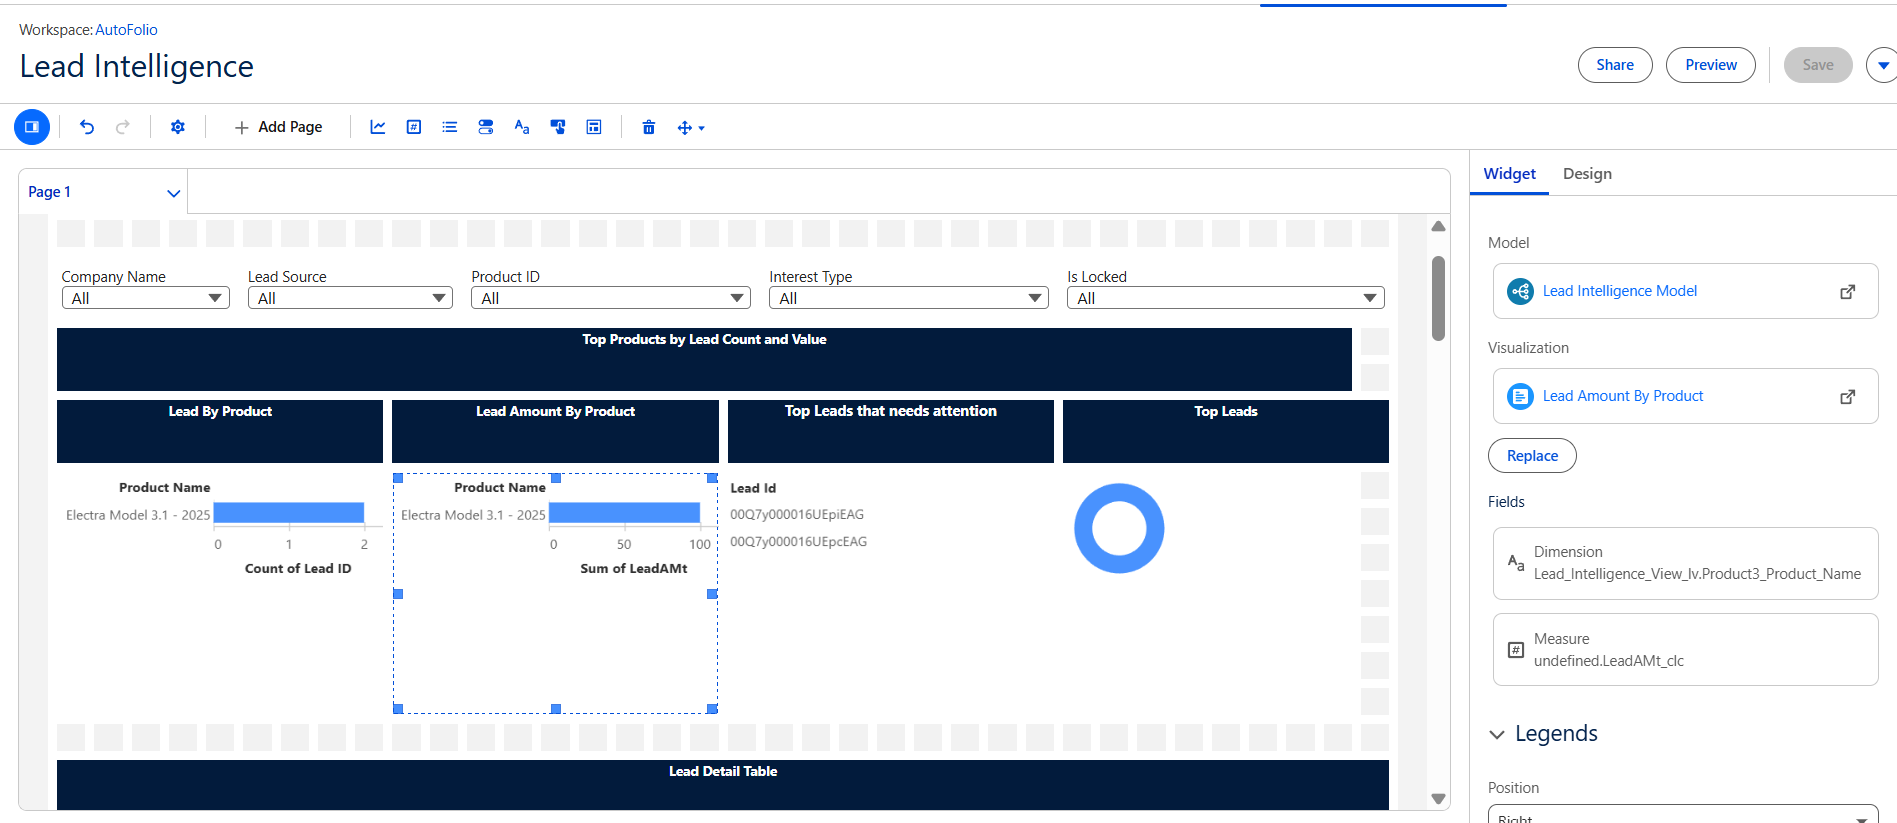 Workspace: AutoFolio
Lead Intelligence
Share
Preview
Save
Add Page
Page 1
Widget
Design
Company Name
Lead Source
Product ID
Interest Type
Is Locked
All
All
All
All
All
Top Products by Lead Count and Value
Lead By Product
Lead Amount By Product
Top Leads that needs attention
Top Leads
Product Name
Electra Model 3.1 - 2025
0 1 2
Count of Lead ID
Product Name
Electra Model 3.1 - 2025
0 50 100
Sum of LeadAMt
Lead Id
00Q7y000016UEpiEAG
00Q7y000016UEpcEAG
Lead Detail Table
Model
Lead Intelligence Model
Visualization
Lead Amount By Product
Replace
Fields
Dimension
Lead_Intelligence_View_lv.Product3_Product_Name
Measure
undefined.LeadAMt_clc
Legends
Position
Right